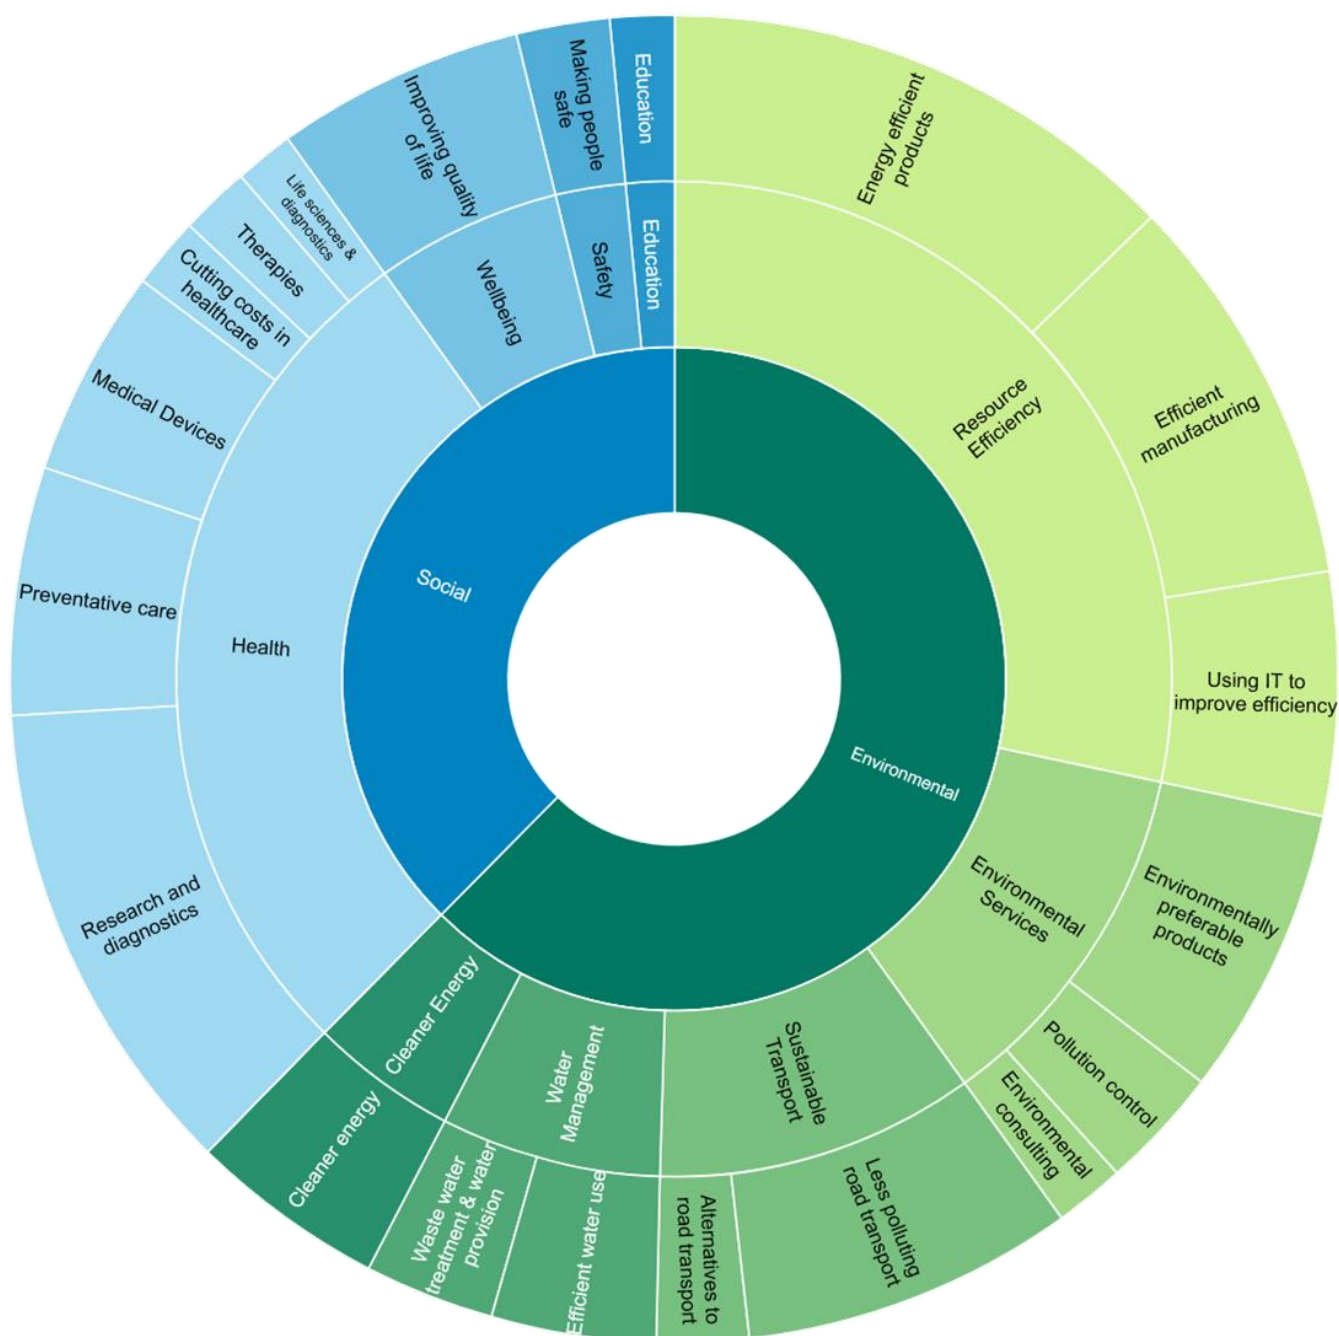 Social
Environmental
Education
Safety
Wellbeing
Health
Resource
Efficiency
Environmental
Services
Sustainable
Transport
Water
Management
Cleaner Energy
Education
Making people
safe
Improving quality
of life
Life sciences &
diagnostics
Therapies
Cutting costs in
healthcare
Medical Devices
Preventative care
Research and
diagnostics
Energy efficient
products
Efficient
manufacturing
Using IT to
improve efficiency
Environmentally
preferable
products
Pollution control
Environmental
consulting
Less polluting
road transport
Alternatives to
road transport
Efficient water use
Waste water
treatment & water
provision
Cleaner energy